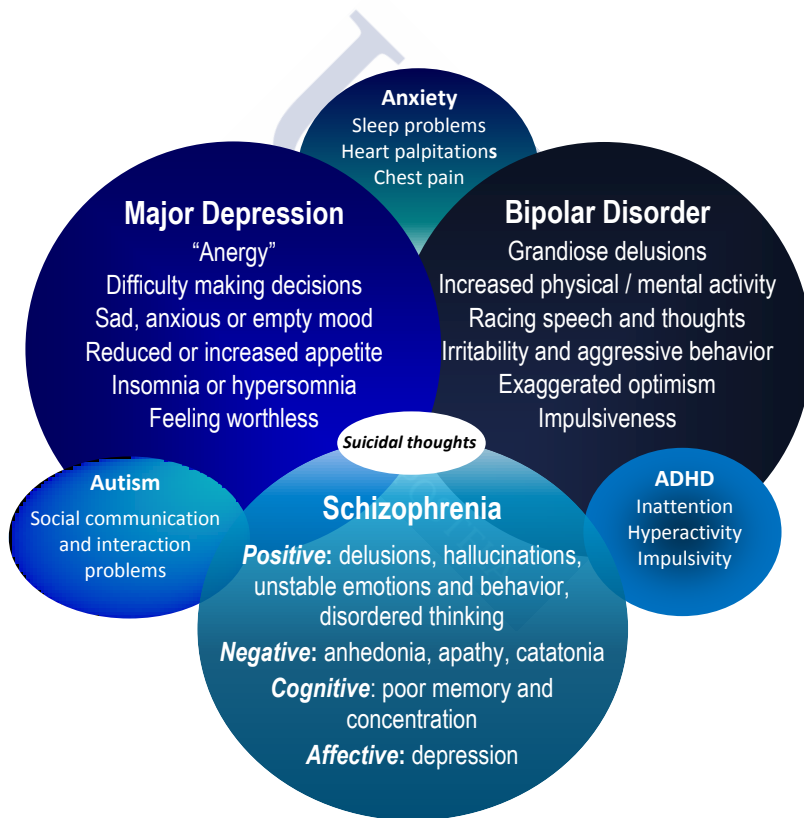 Anxiety
Sleep problems
Heart palpitations
Chest pain
Major Depression
“Anergy”
Difficulty making decisions
Sad, anxious or empty mood
Reduced or increased appetite
Insomnia or hypersomnia
Feeling worthless
Bipolar Disorder
Grandiose delusions
Increased physical / mental activity
Racing speech and thoughts
Irritability and aggressive behavior
Exaggerated optimism
Impulsiveness
Suicidal thoughts
Autism
Social communication
and interaction
problems
ADHD
Inattention
Hyperactivity
Impulsivity
Schizophrenia
Positive: delusions, hallucinations,
unstable emotions and behavior,
disordered thinking
Negative: anhedonia, apathy, catatonia
Cognitive: poor memory and
concentration
Affective: depression